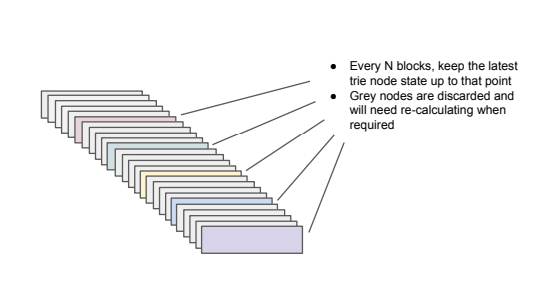 ● Every N blocks, keep the latest
trie node state up to that point
● Grey nodes are discarded and
will need re-calculating when
required